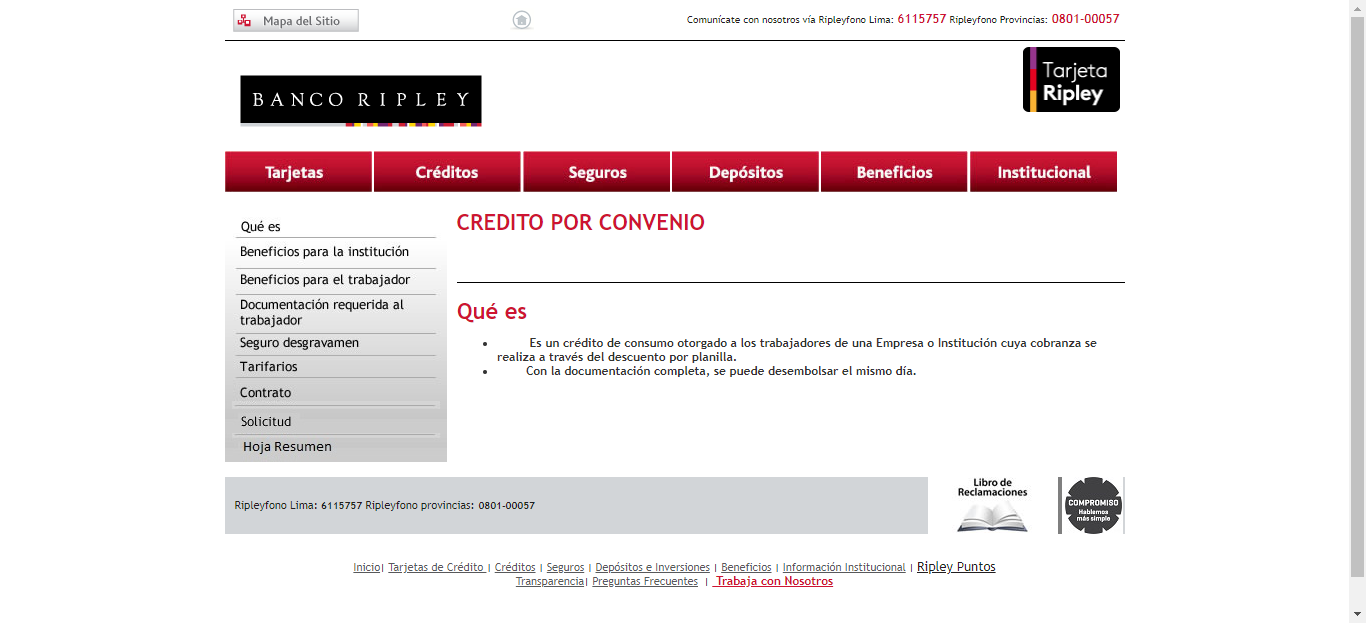 Mapa del Sitio
Comunícate con nosotros vía Ripleyfono Lima: 6115757 Ripleyfono Provincias: 0801-00057
BANCO RIPLEY
Tarjeta
Ripley
Tarjetas
Créditos
Seguros
Depósitos
Beneficios
Institucional
Qué es
Beneficios para la institución
Beneficios para el trabajador
Documentación requerida al
trabajador
Seguro desgravamen
Tarifarios
Contrato
Solicitud
Hoja Resumen
CREDITO POR CONVENIO
Qué es
Es un crédito de consumo otorgado a los trabajadores de una Empresa o Institución cuya cobranza se
realiza a través del descuento por planilla.
Con la documentación completa, se puede desembolsar el mismo día.
Ripleyfono Lima: 6115757 Ripleyfono provincias: 0801-00057
Libro de
Reclamaciones
COMPROMISO
Hablemos
más simple
Inicio| Tarjetas de Crédito | Créditos | Seguros | Depósitos e Inversiones | Beneficios | Información Institucional | Ripley Puntos
Transparencia| Preguntas Frecuentes | Trabaja con Nosotros